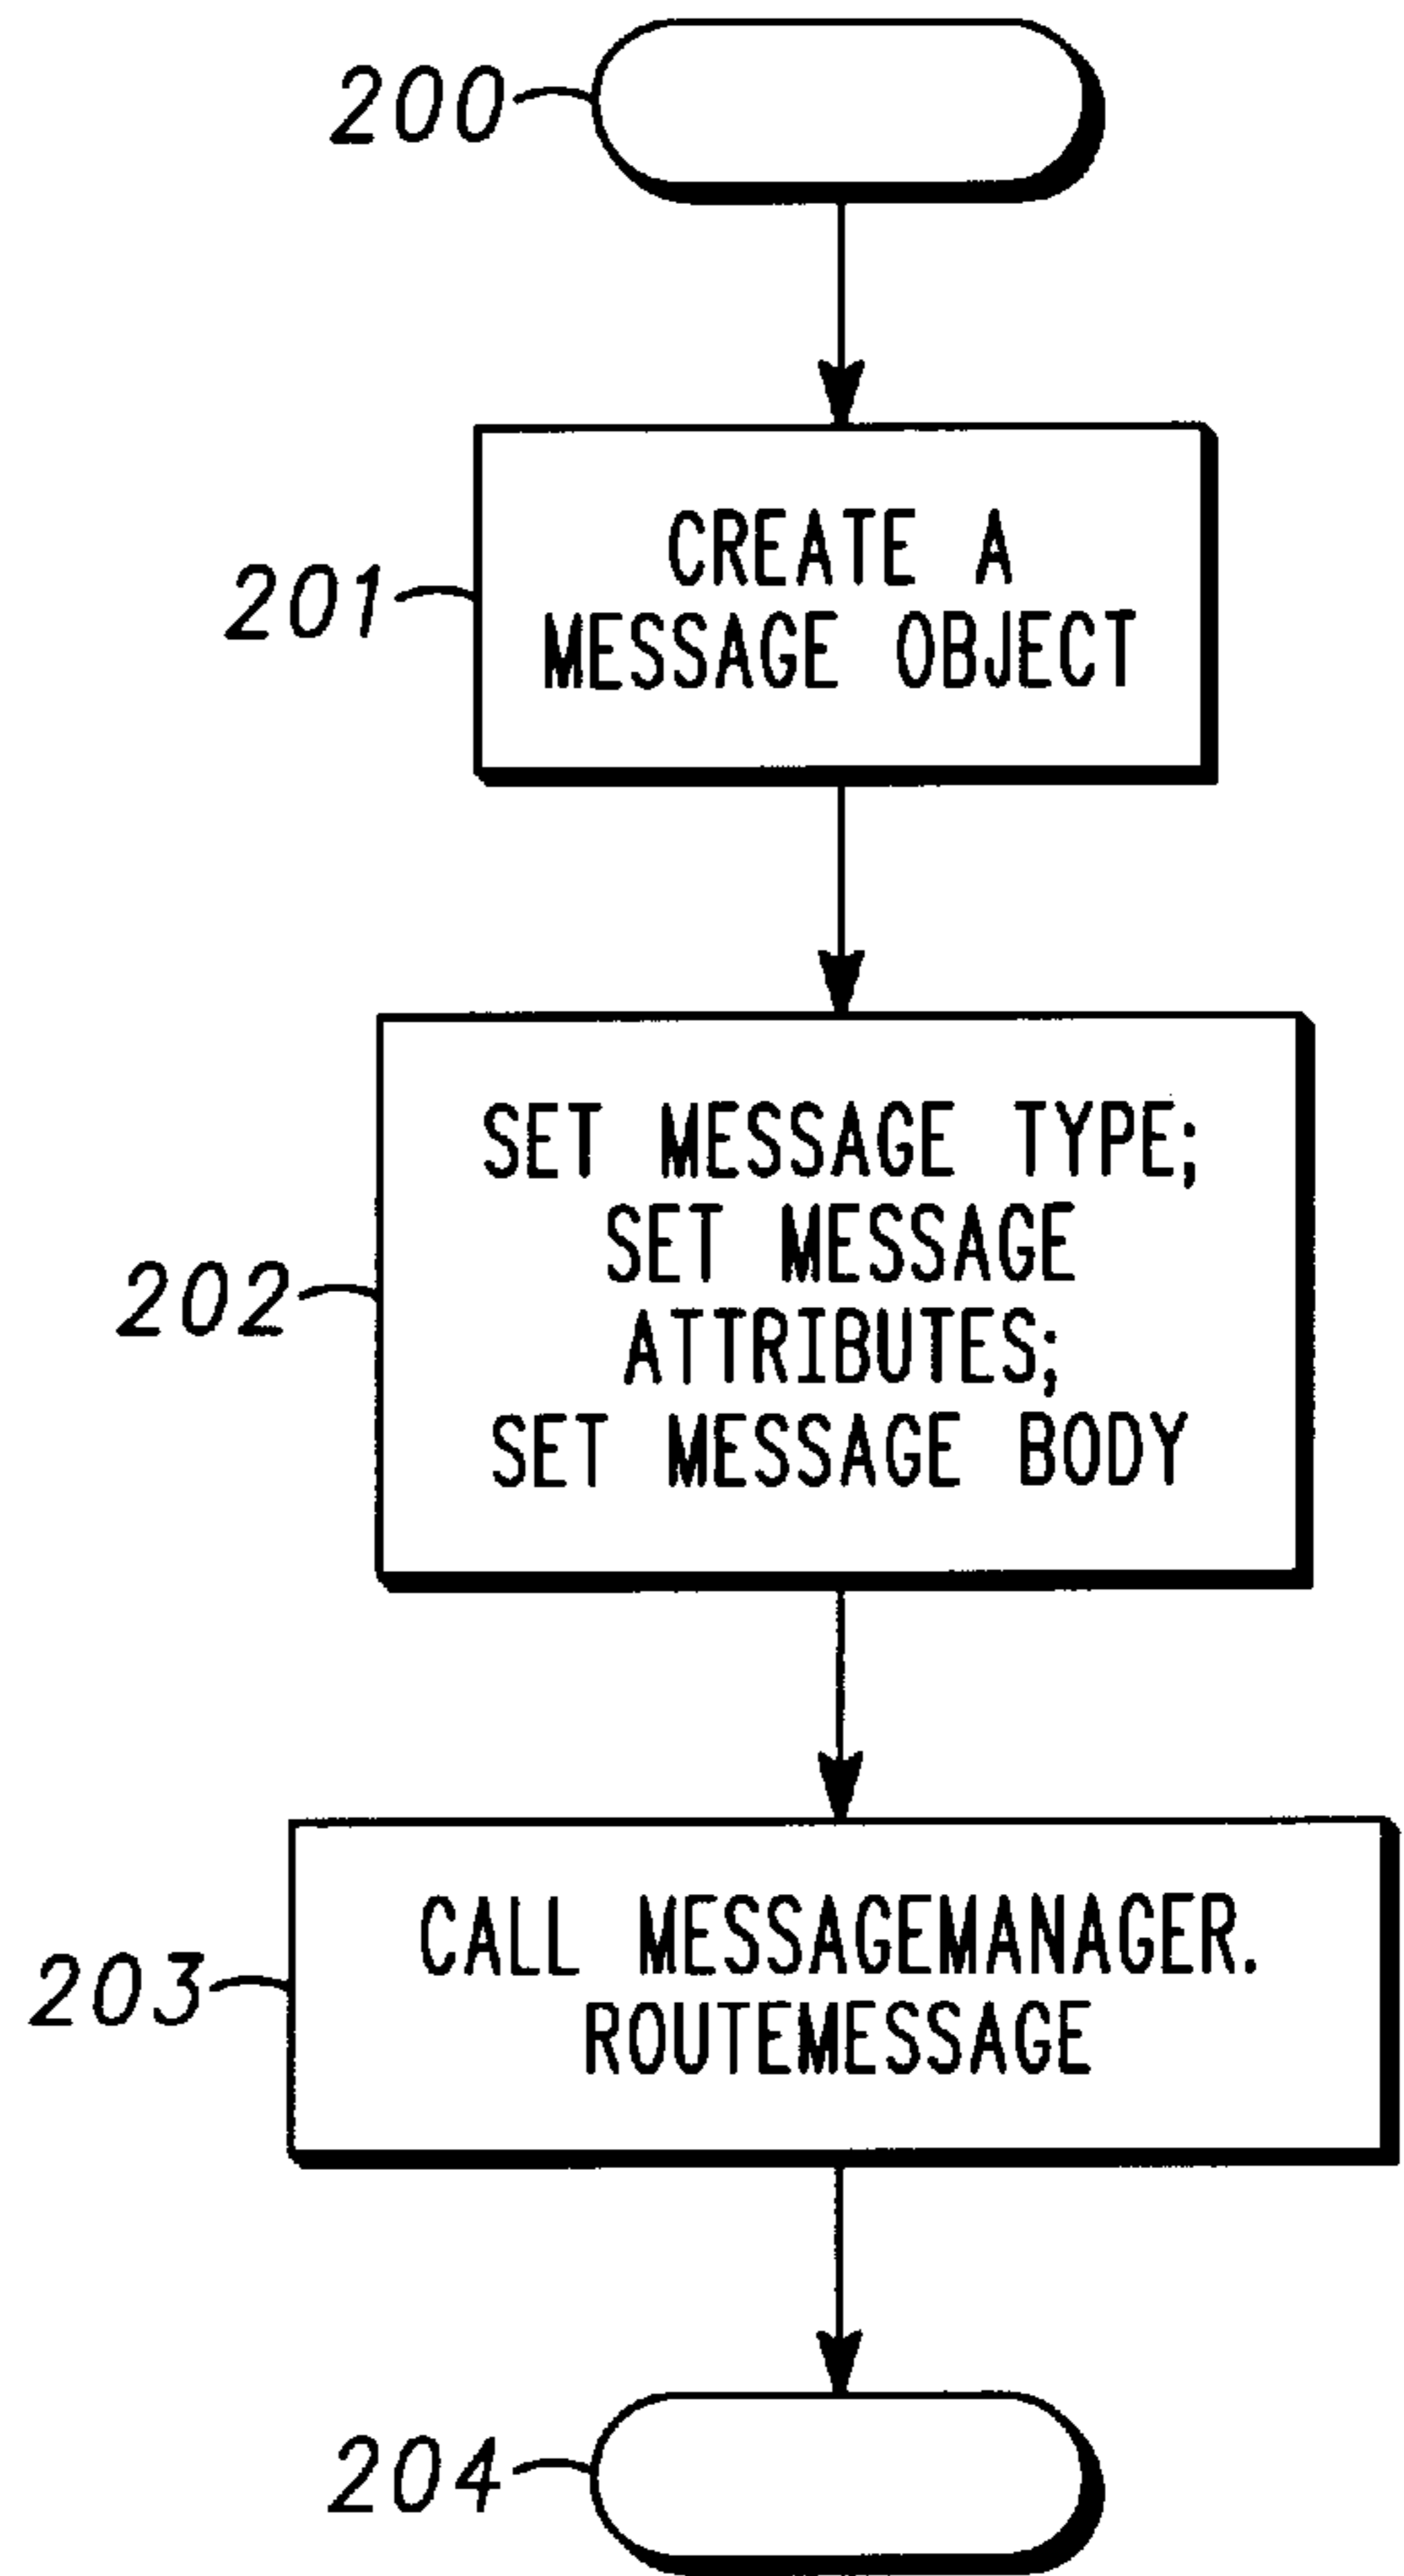 200
201
CREATE A
MESSAGE OBJECT
202
SET MESSAGE TYPE;
SET MESSAGE
ATTRIBUTES;
SET MESSAGE BODY
203
CALL MESSAGEMANAGER.
ROUTEMESSAGE
204